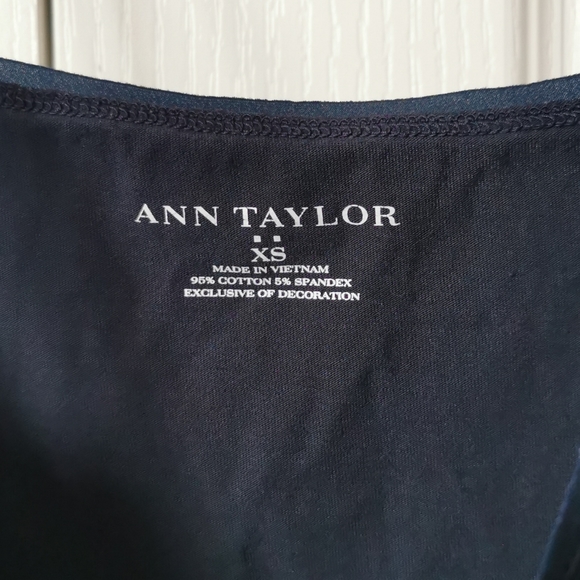 ANN TAYLOR
XS
MADE IN VIETNAM
95% COTTON 5% SPANDEX
EXCLUSIVE OF DECORATION